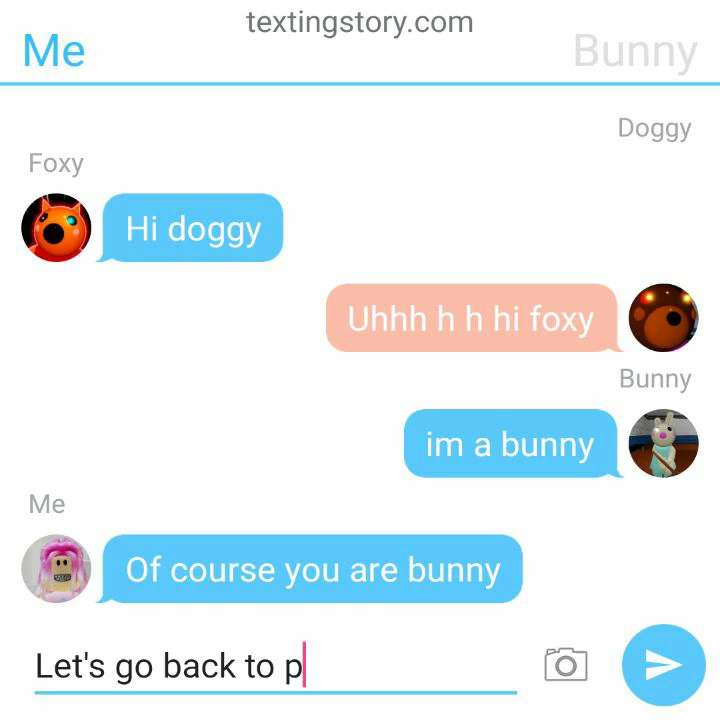 textingstory.com
Me Bunny
Doggy
Foxy
Hi doggy
Uhhh h h hi foxy
Bunny
im a bunny
Me
Of course you are bunny
Let's go back to p